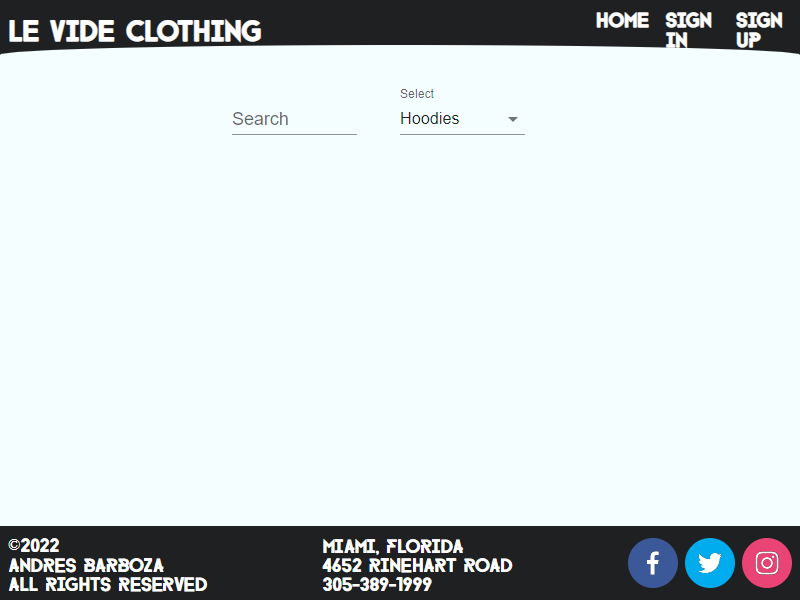 LE VIDE CLOTHING
HOME
SIGN
IN
SIGN
UP
Search
Select
Hoodies
©2022
ANDRES BARBOZA
ALL RIGHTS RESERVED
MIAMI, FLORIDA
4652 RINEHART ROAD
305-389-1999